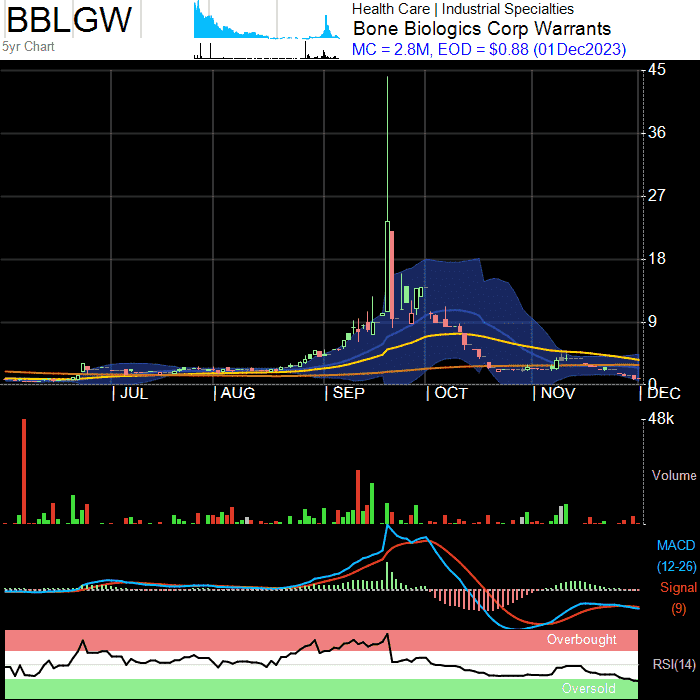 BBLGW
5yr Chart
Health Care | Industrial Specialties
Bone Biologics Corp Warrants
MC = 2.8M, EOD = $0.88 (01Dec2023)
45
36
27
18
9
0
JUL
AUG
SEP
OCT
NOV
DEC
48k
Volume
MACD
(12-26)
Signal
(9)
Overbought
RSI(14)
Oversold